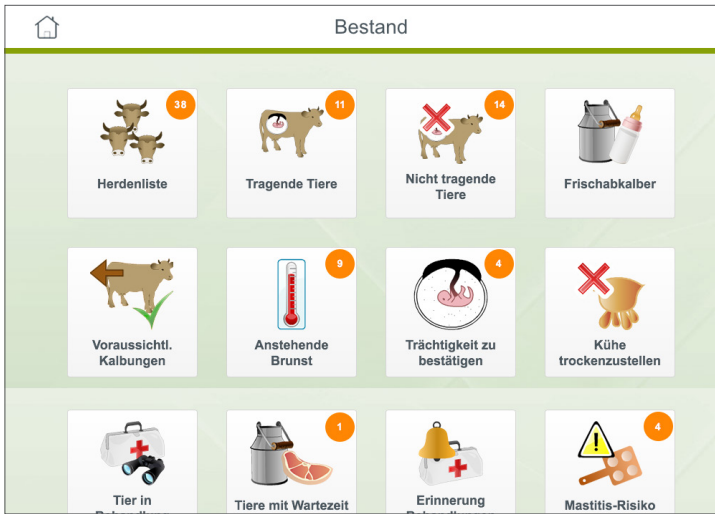 Bestand
38
Herdenliste
11
Tragende Tiere
14
Nicht tragende
Tiere
Frischabkalber
Voraussichtl.
Kalbungen
9
Anstehende
Brunst
4
Trächtigkeit zu
bestätigen
Kühe
trockenzustellen
Tier in
1
Tiere mit Wartezeit
Erinnerung
4
Mastitis-Risiko